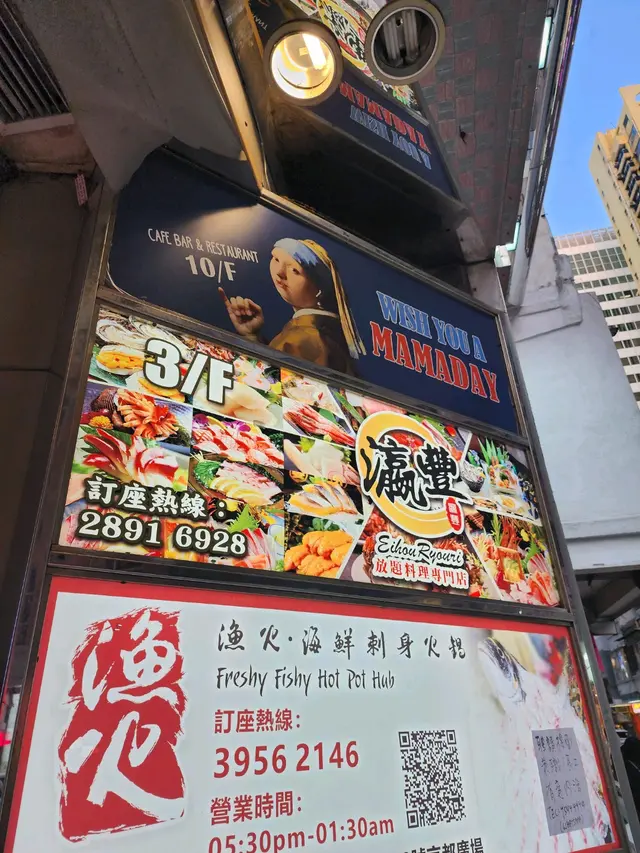 CAFE BAR & RESTAURANT
10/F
WISH YOU A
MAMADAY
3/F
瀛豐
訂座熱線：
2891 6928
EihouRyouri
放題料理專門店
漁火
漁火·海鮮刺身火鍋
Freshy Fishy Hot Pot Hub
訂座熱線：
3956 2146
營業時間：
05:30pm-01:30am